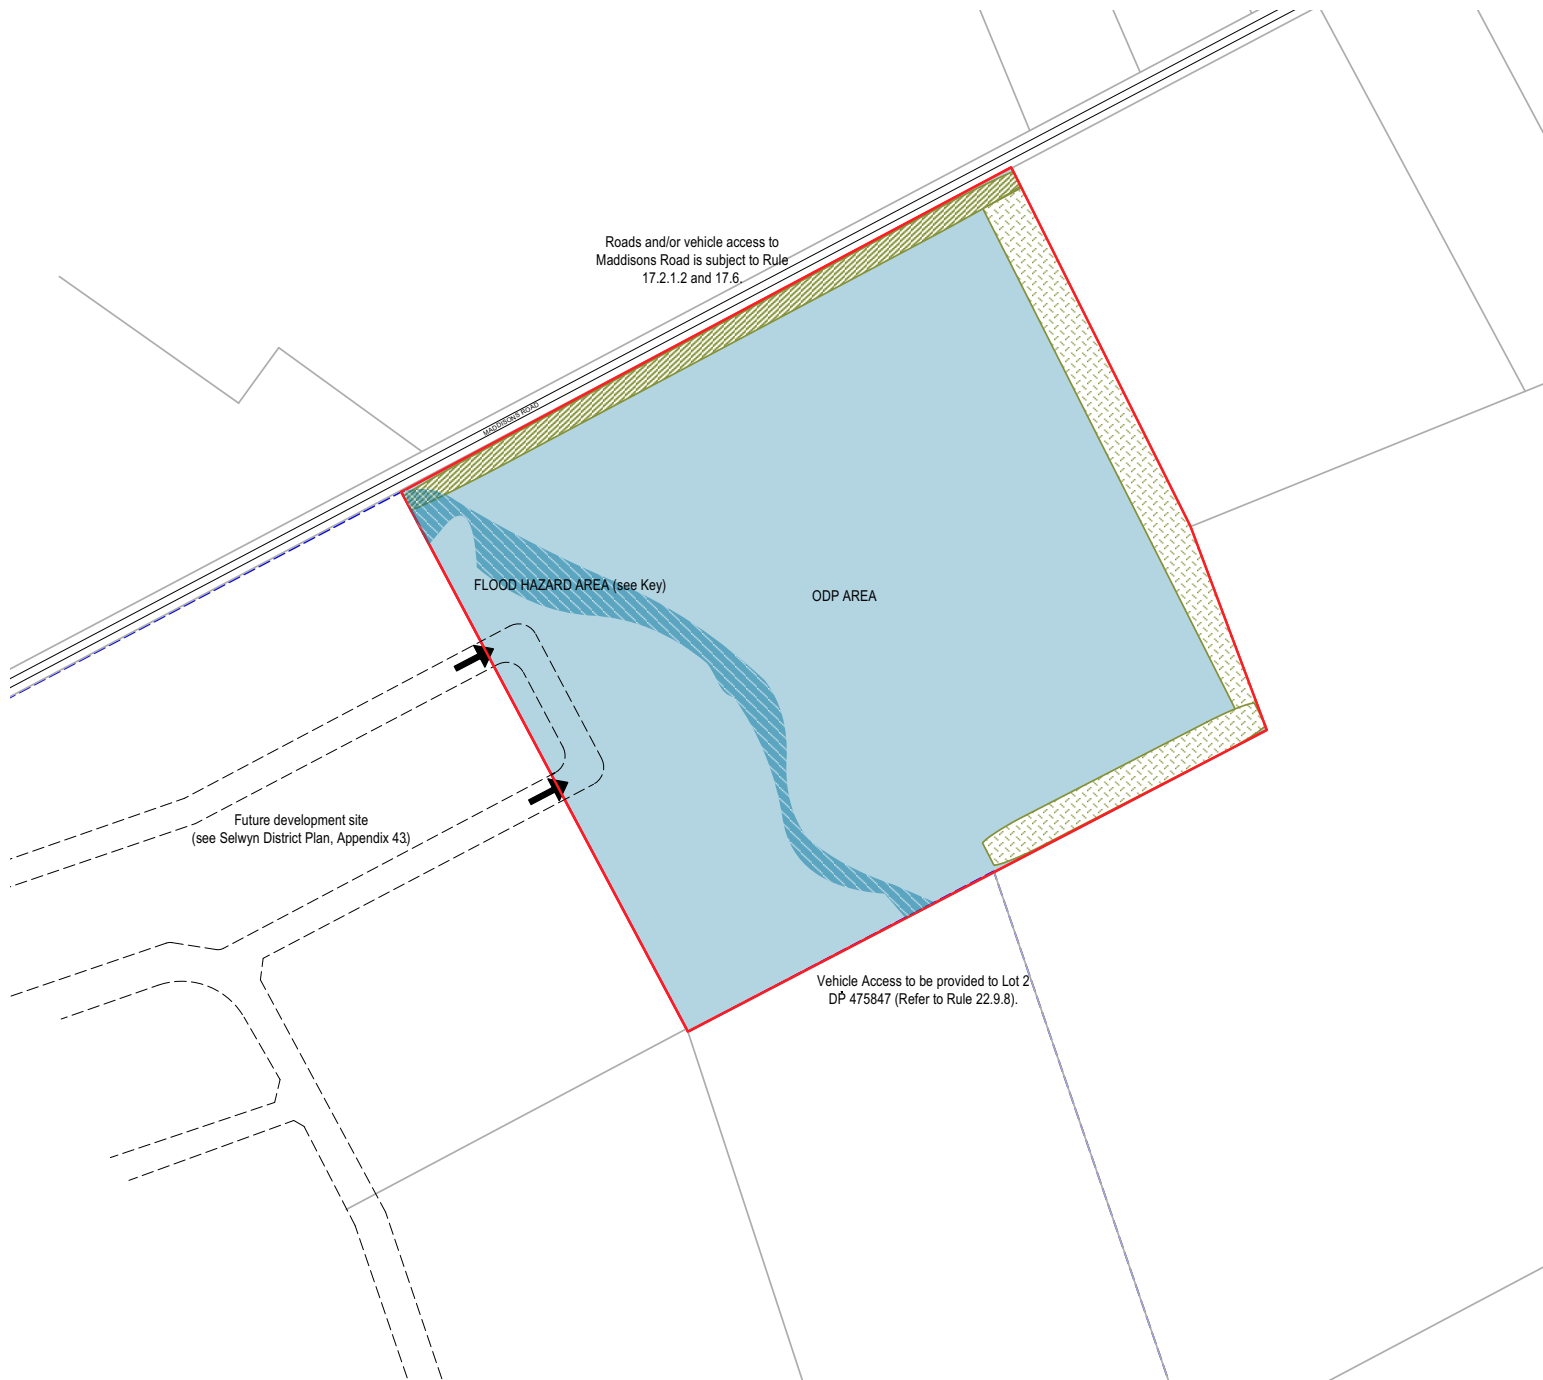 Roads and/or vehicle access to
Maddisons Road is subject to Rule
17.2.1.2 and 17.6.
MADDISONS ROAD
FLOOD HAZARD AREA (see Key)
ODP AREA
Future development site
(see Selwyn District Plan, Appendix 43)
Vehicle Access to be provided to Lot 2
DP 475847 (Refer to Rule 22.9.8).